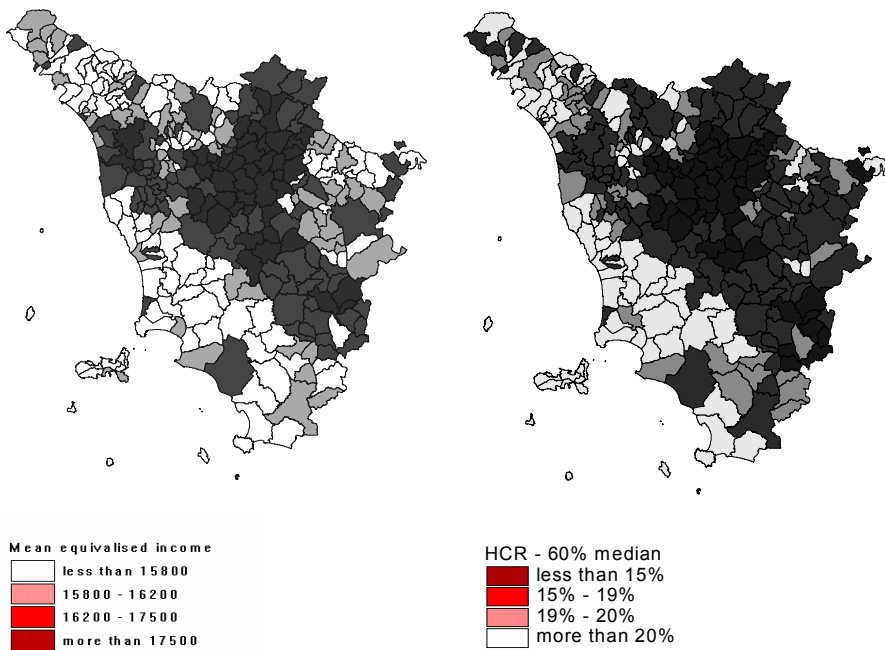 Mean equivalised income
less than 15800
15800 - 16200
16200 - 17500
more than 17500
HCR - 60% median
less than 15%
15% - 19%
19% - 20%
more than 20%